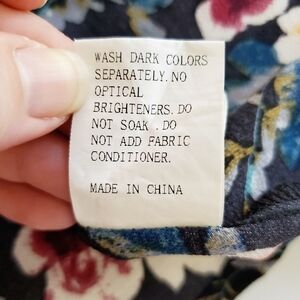 WASH DARK COLORS
SEPARATELY. NO
OPTICAL
BRIGHTENERS. DO
NOT SOAK . DO
NOT ADD FABRIC
CONDITIONER.
MADE IN CHINA